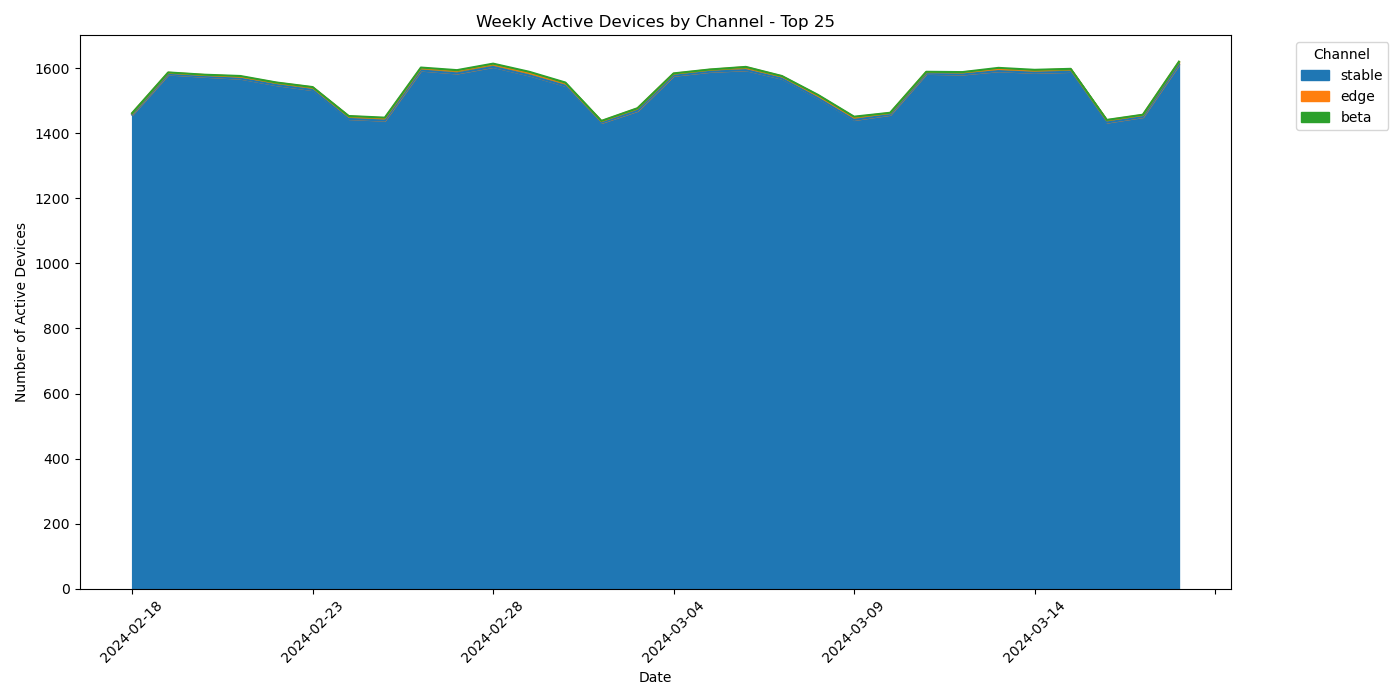 Weekly Active Devices by Channel - Top 25
Number of Active Devices
1600
1400
1200
1000
800
600
400
200
0
2024-02-18
2024-02-23
2024-02-28
2024-03-04
2024-03-09
2024-03-14
Date
Channel
stable
edge
beta